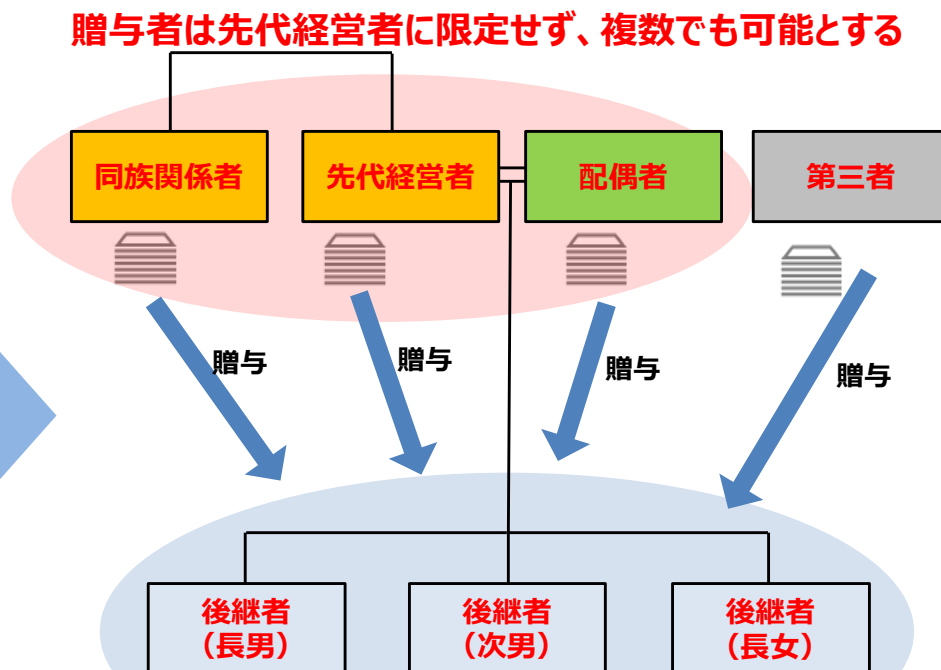 贈与者は先代経営者に限定せず、複数でも可能とする
同族関係者
先代経営者
配偶者
第三者
贈与
贈与
贈与
贈与
後継者
（長男）
後継者
（次男）
後継者
（長女）